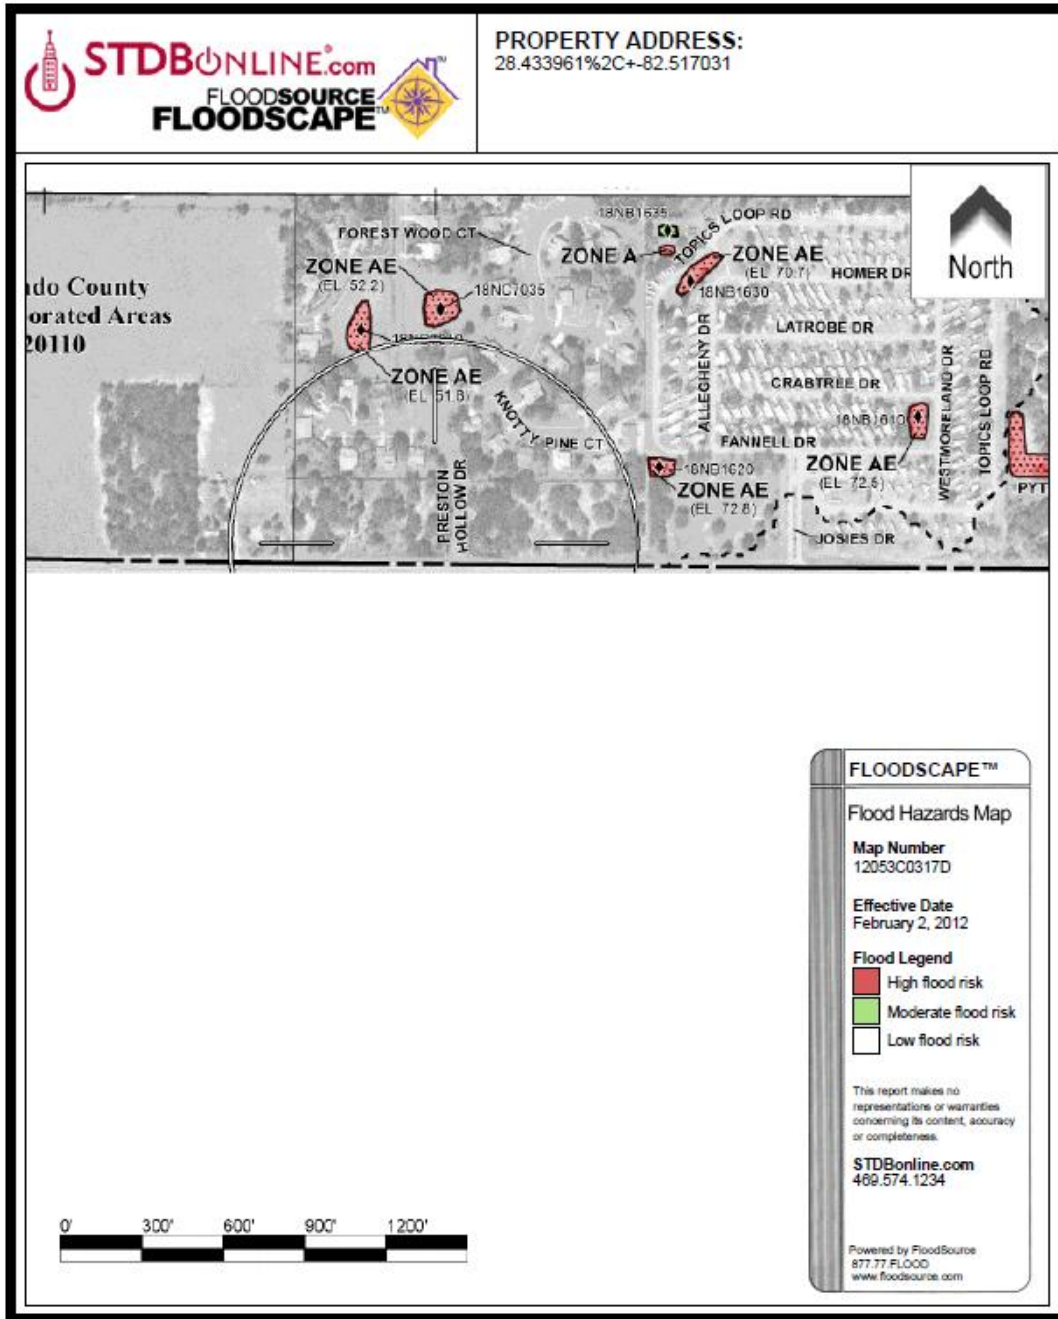 STDBONLINE.com
FLOODSOURCE
FLOODSCAPE™
PROPERTY ADDRESS:
28.433961%2C+-82.517031
North
18NB1635
FOREST WOOD CT
ZONE A
TOPICS LOOP RD
ZONE AE
(EL 70.7)
HOMER DR
18NB1630
ZONE AE
(EL 52.2)
18NC7035
ido County
orated Areas
20110
LATROBE DR
ZONE AE
(EL 51.8)
CRABTREE DR
ALLEGHENY DR
KNOTTY PINE CT
WESTMORELAND DR
TOPICS LOOP RD
18NB1610
FANNELL DR
ZONE AE
(EL 72.5)
18NB1620
ZONE AE
(EL 72.8)
PRESTON
HOLLOW DR
PYT
JOSIES DR
FLOODSCAPE™
Flood Hazards Map
Map Number
12053C0317D
Effective Date
February 2, 2012
Flood Legend
High flood risk
Moderate flood risk
Low flood risk
This report makes no
representations or warranties
concerning its content, accuracy
or completeness.
STDBonline.com
469.574.1234
Powered by FloodSource
877.77.FLOOD
www.floodsource.com
0' 300' 600' 900' 1200'